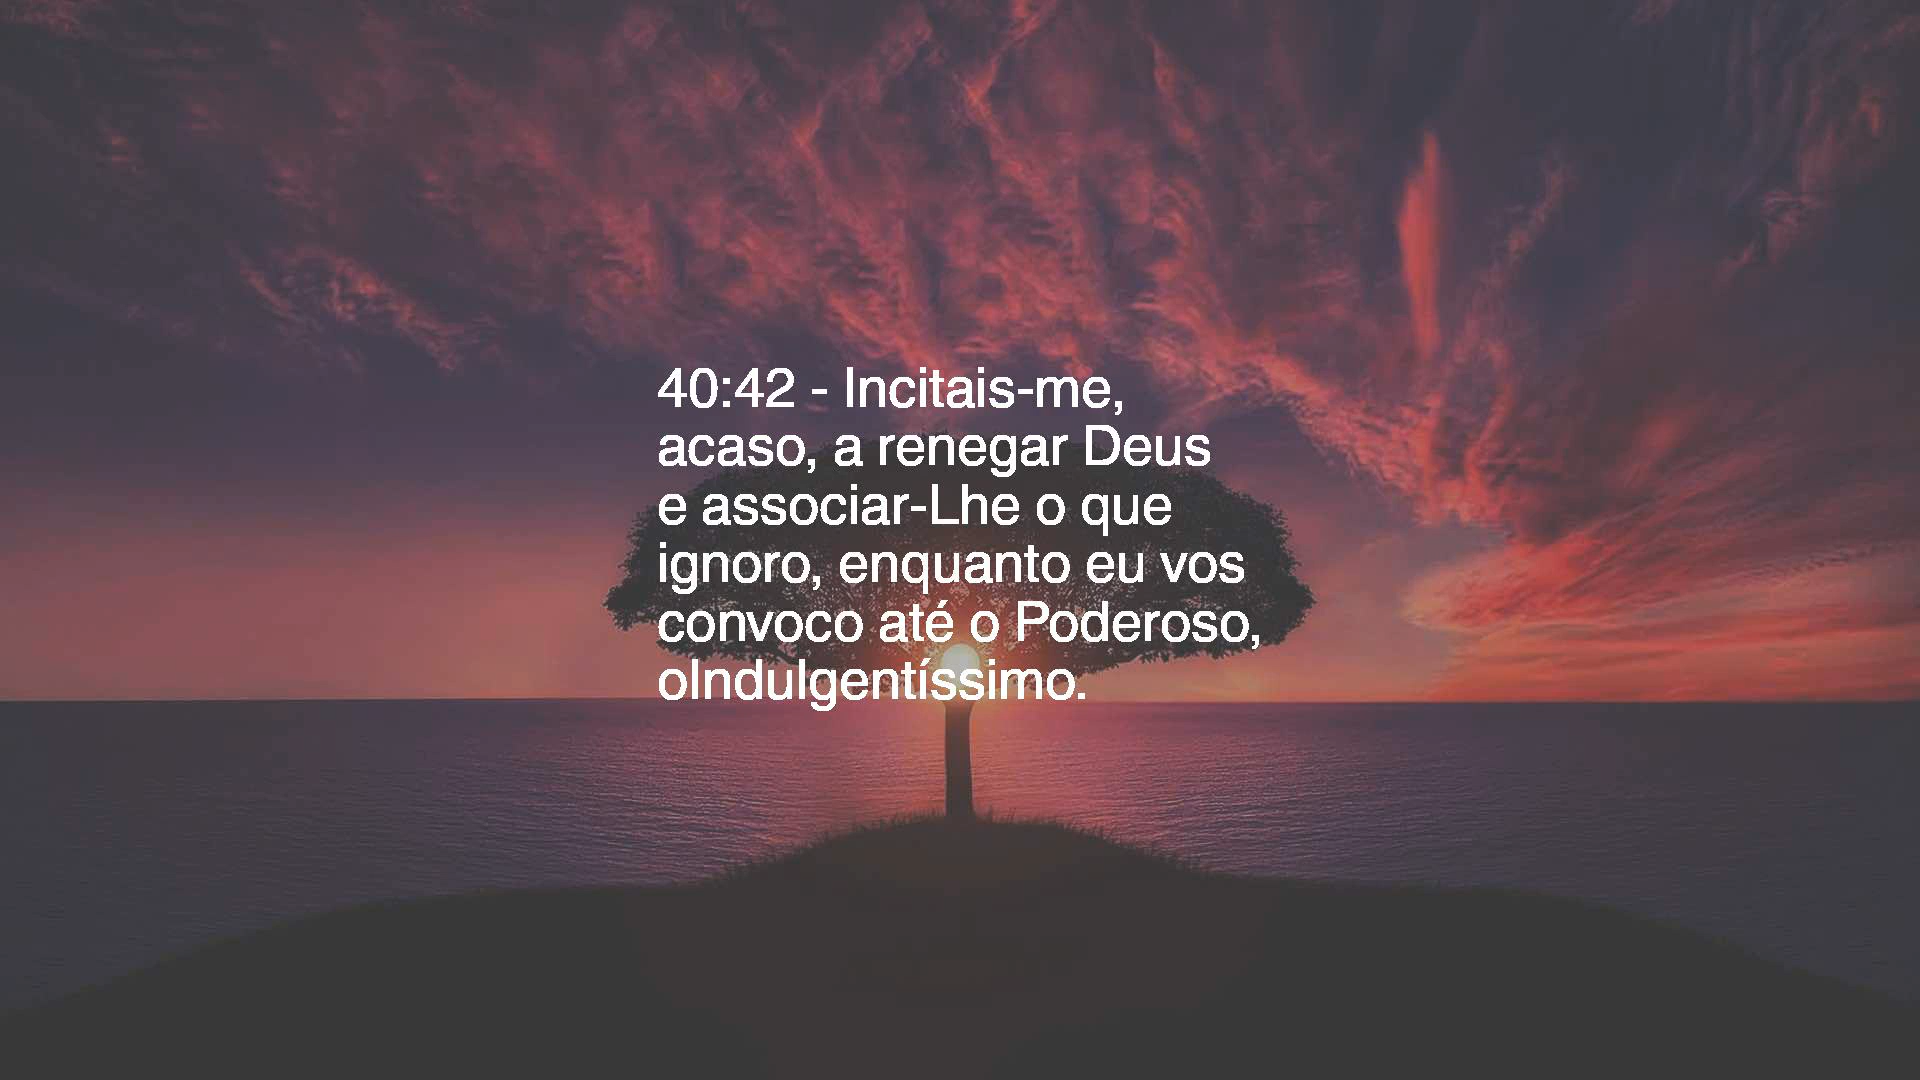 40:42 - Incitais-me,
acaso, a renegar Deus
e associar-Lhe o que
ignoro, enquanto eu vos
convoco até o Poderoso,
oIndulgentíssimo.